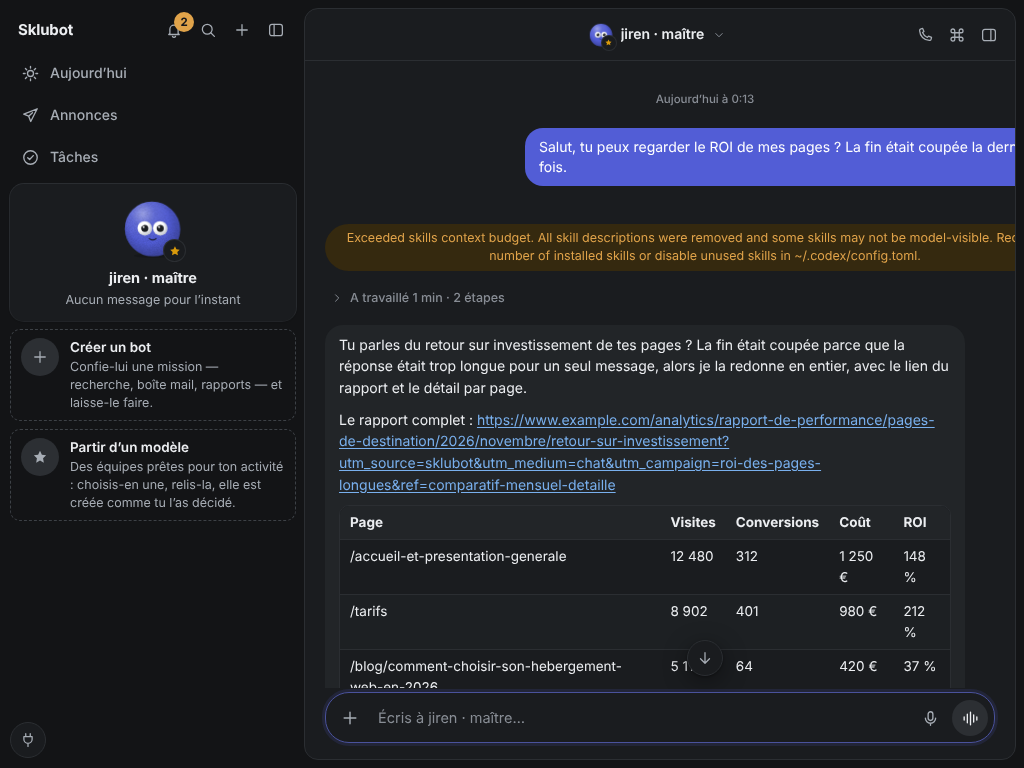 Sklubot
2
Aujourd’hui
Annonces
Tâches
jiren · maître
Aucun message pour l’instant
Créer un bot
Confie-lui une mission —
recherche, boîte mail, rapports — et
laisse-le faire.
Partir d’un modèle
Des équipes prêtes pour ton activité
: choisis-en une, relis-la, elle est
créée comme tu l’as décidé.
jiren · maître
Aujourd’hui à 0:13
Salut, tu peux regarder le ROI de mes pages ? La fin était coupée la
fois.
Exceeded skills context budget. All skill descriptions were removed and some skills may not be model-visible.
number of installed skills or disable unused skills in ~/.codex/config.toml.
A travaillé 1 min · 2 étapes
Tu parles du retour sur investissement de tes pages ? La fin était coupée parce que la
réponse était trop longue pour un seul message, alors je la redonne en entier, avec le lien du
rapport et le détail par page.
Le rapport complet : https://www.example.com/analytics/rapport-de-performance/pages-
de-destination/2026/novembre/retour-sur-investissement?
utm_source=sklubot&utm_medium=chat&utm_campaign=roi-des-pages-
longues&ref=comparatif-mensuel-detaille
Page Visites Conversions Coût ROI
/accueil-et-presentation-generale 12 480 312 1 250 148
€ %
/tarifs 8 902 401 980 € 212
%
/blog/comment-choisir-son-hebergement- 64 420 € 37 %
web-en-2026
Écris à jiren · maître…